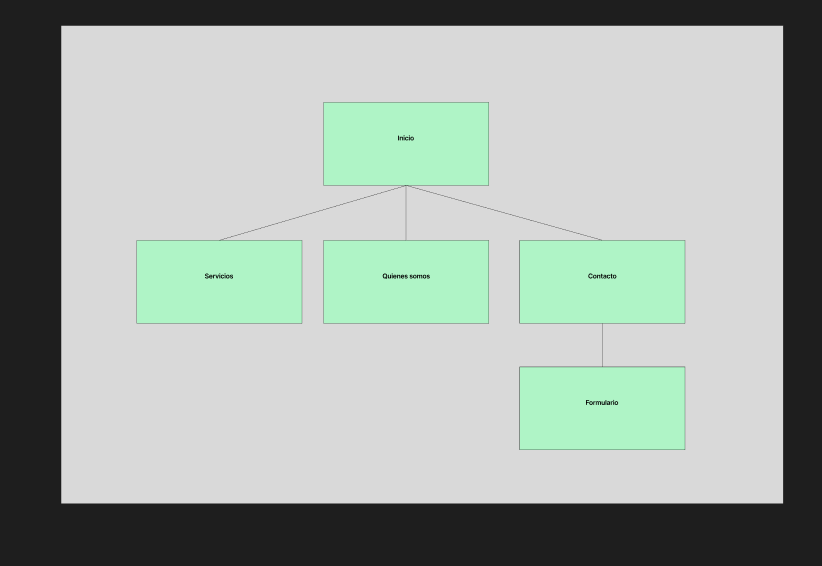 Inicio
Servicios
Quienes somos
Contacto
Formulario